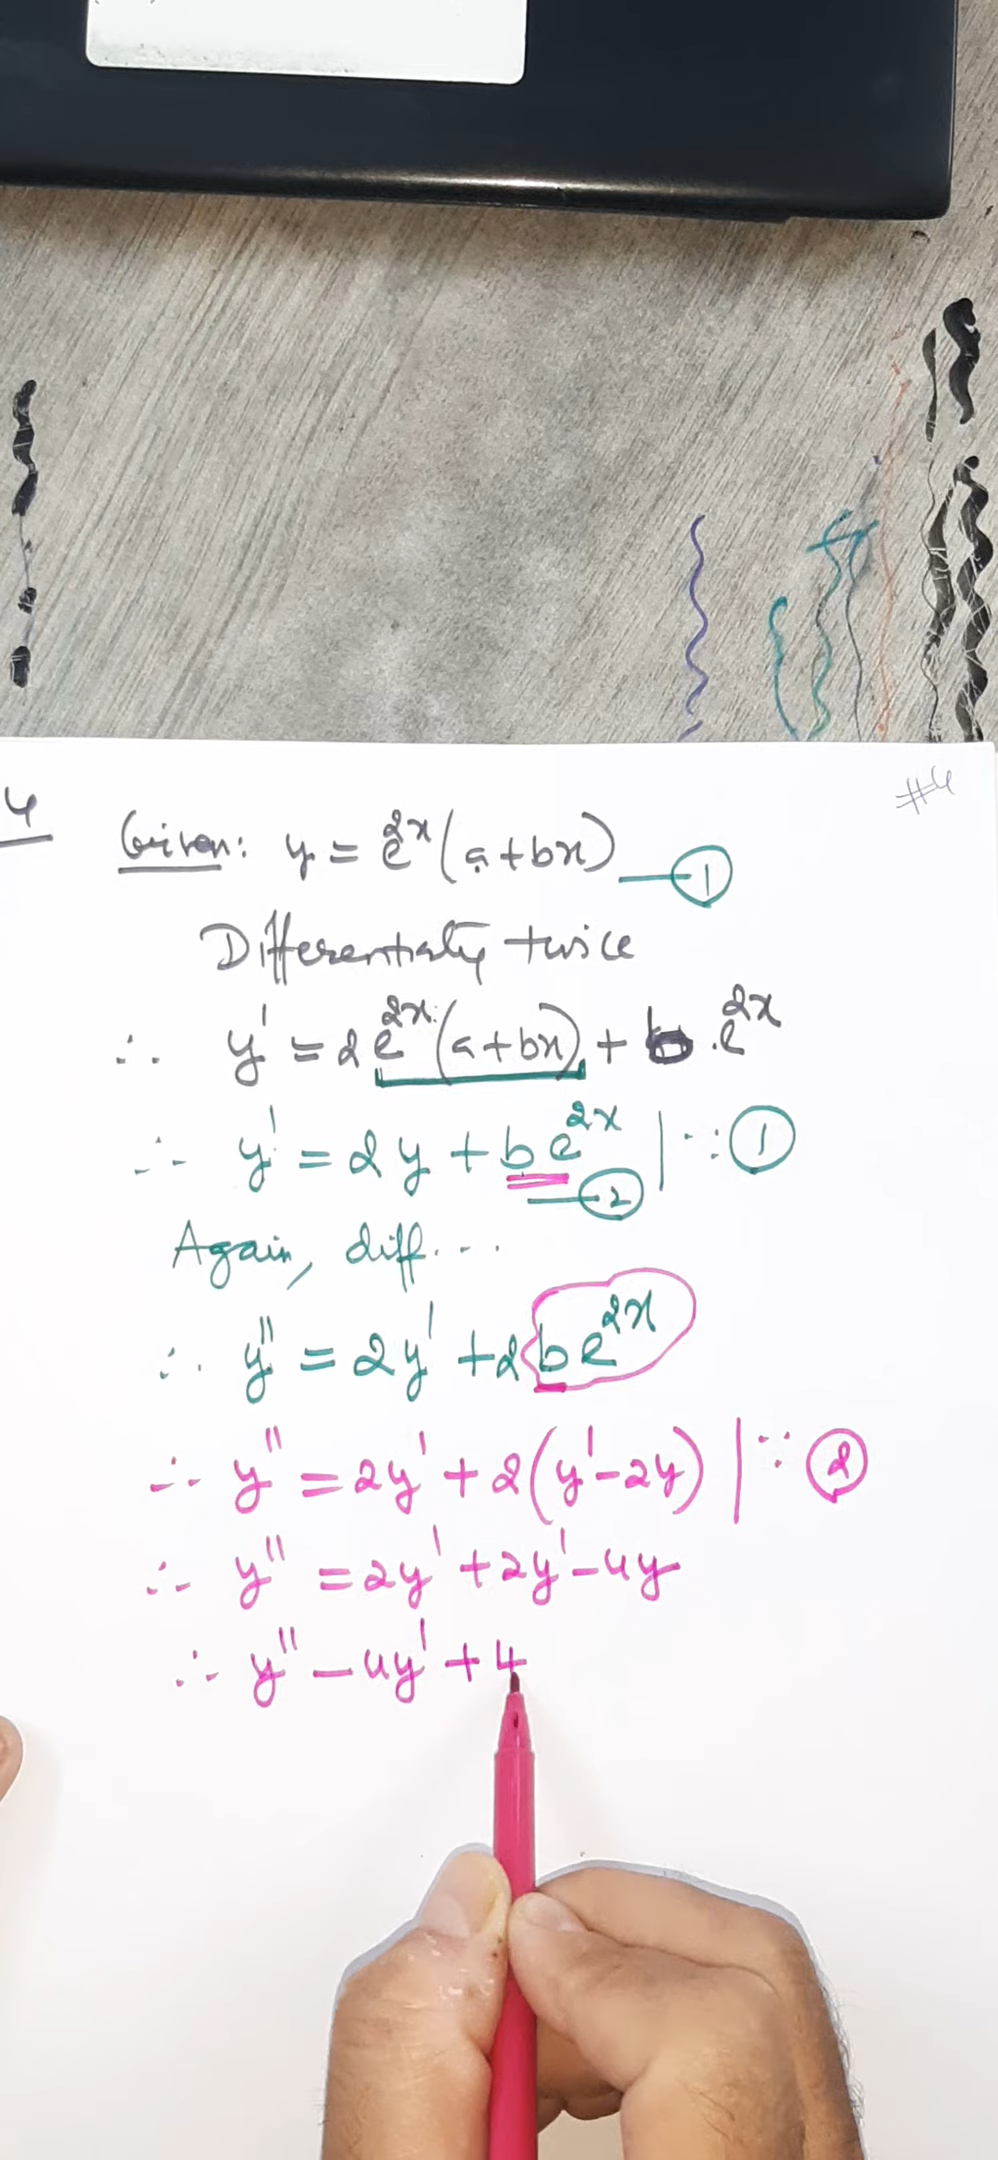 4 Given: y = e^2x (a+bx) — ① #4
Differentiatg twice
∴ y' = 2e^2x (a+bx) + b.e^2x
∴ y' = 2y + be^2x | ∵ ①
— ②
Again, diff...
∴ y'' = 2y' + 2be^2x
∴ y'' = 2y' + 2(y'-2y) | ∵ ②
∴ y'' = 2y' + 2y' - 4y
∴ y'' - 4y' + 4